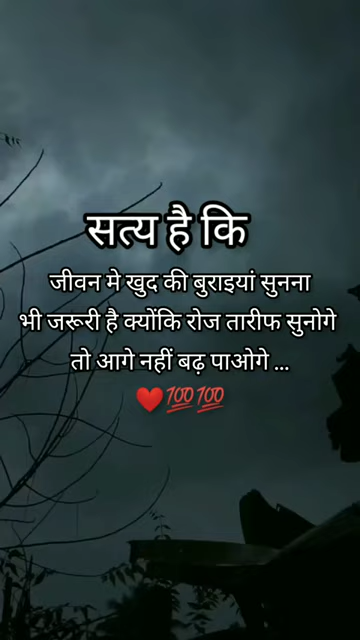 सत्य है कि
जीवन मे खुद की बुराइयां सुनना
भी जरूरी है क्योंकि रोज तारीफ सुनोगे
तो आगे नहीं बढ़ पाओगे ...
❤️💯💯